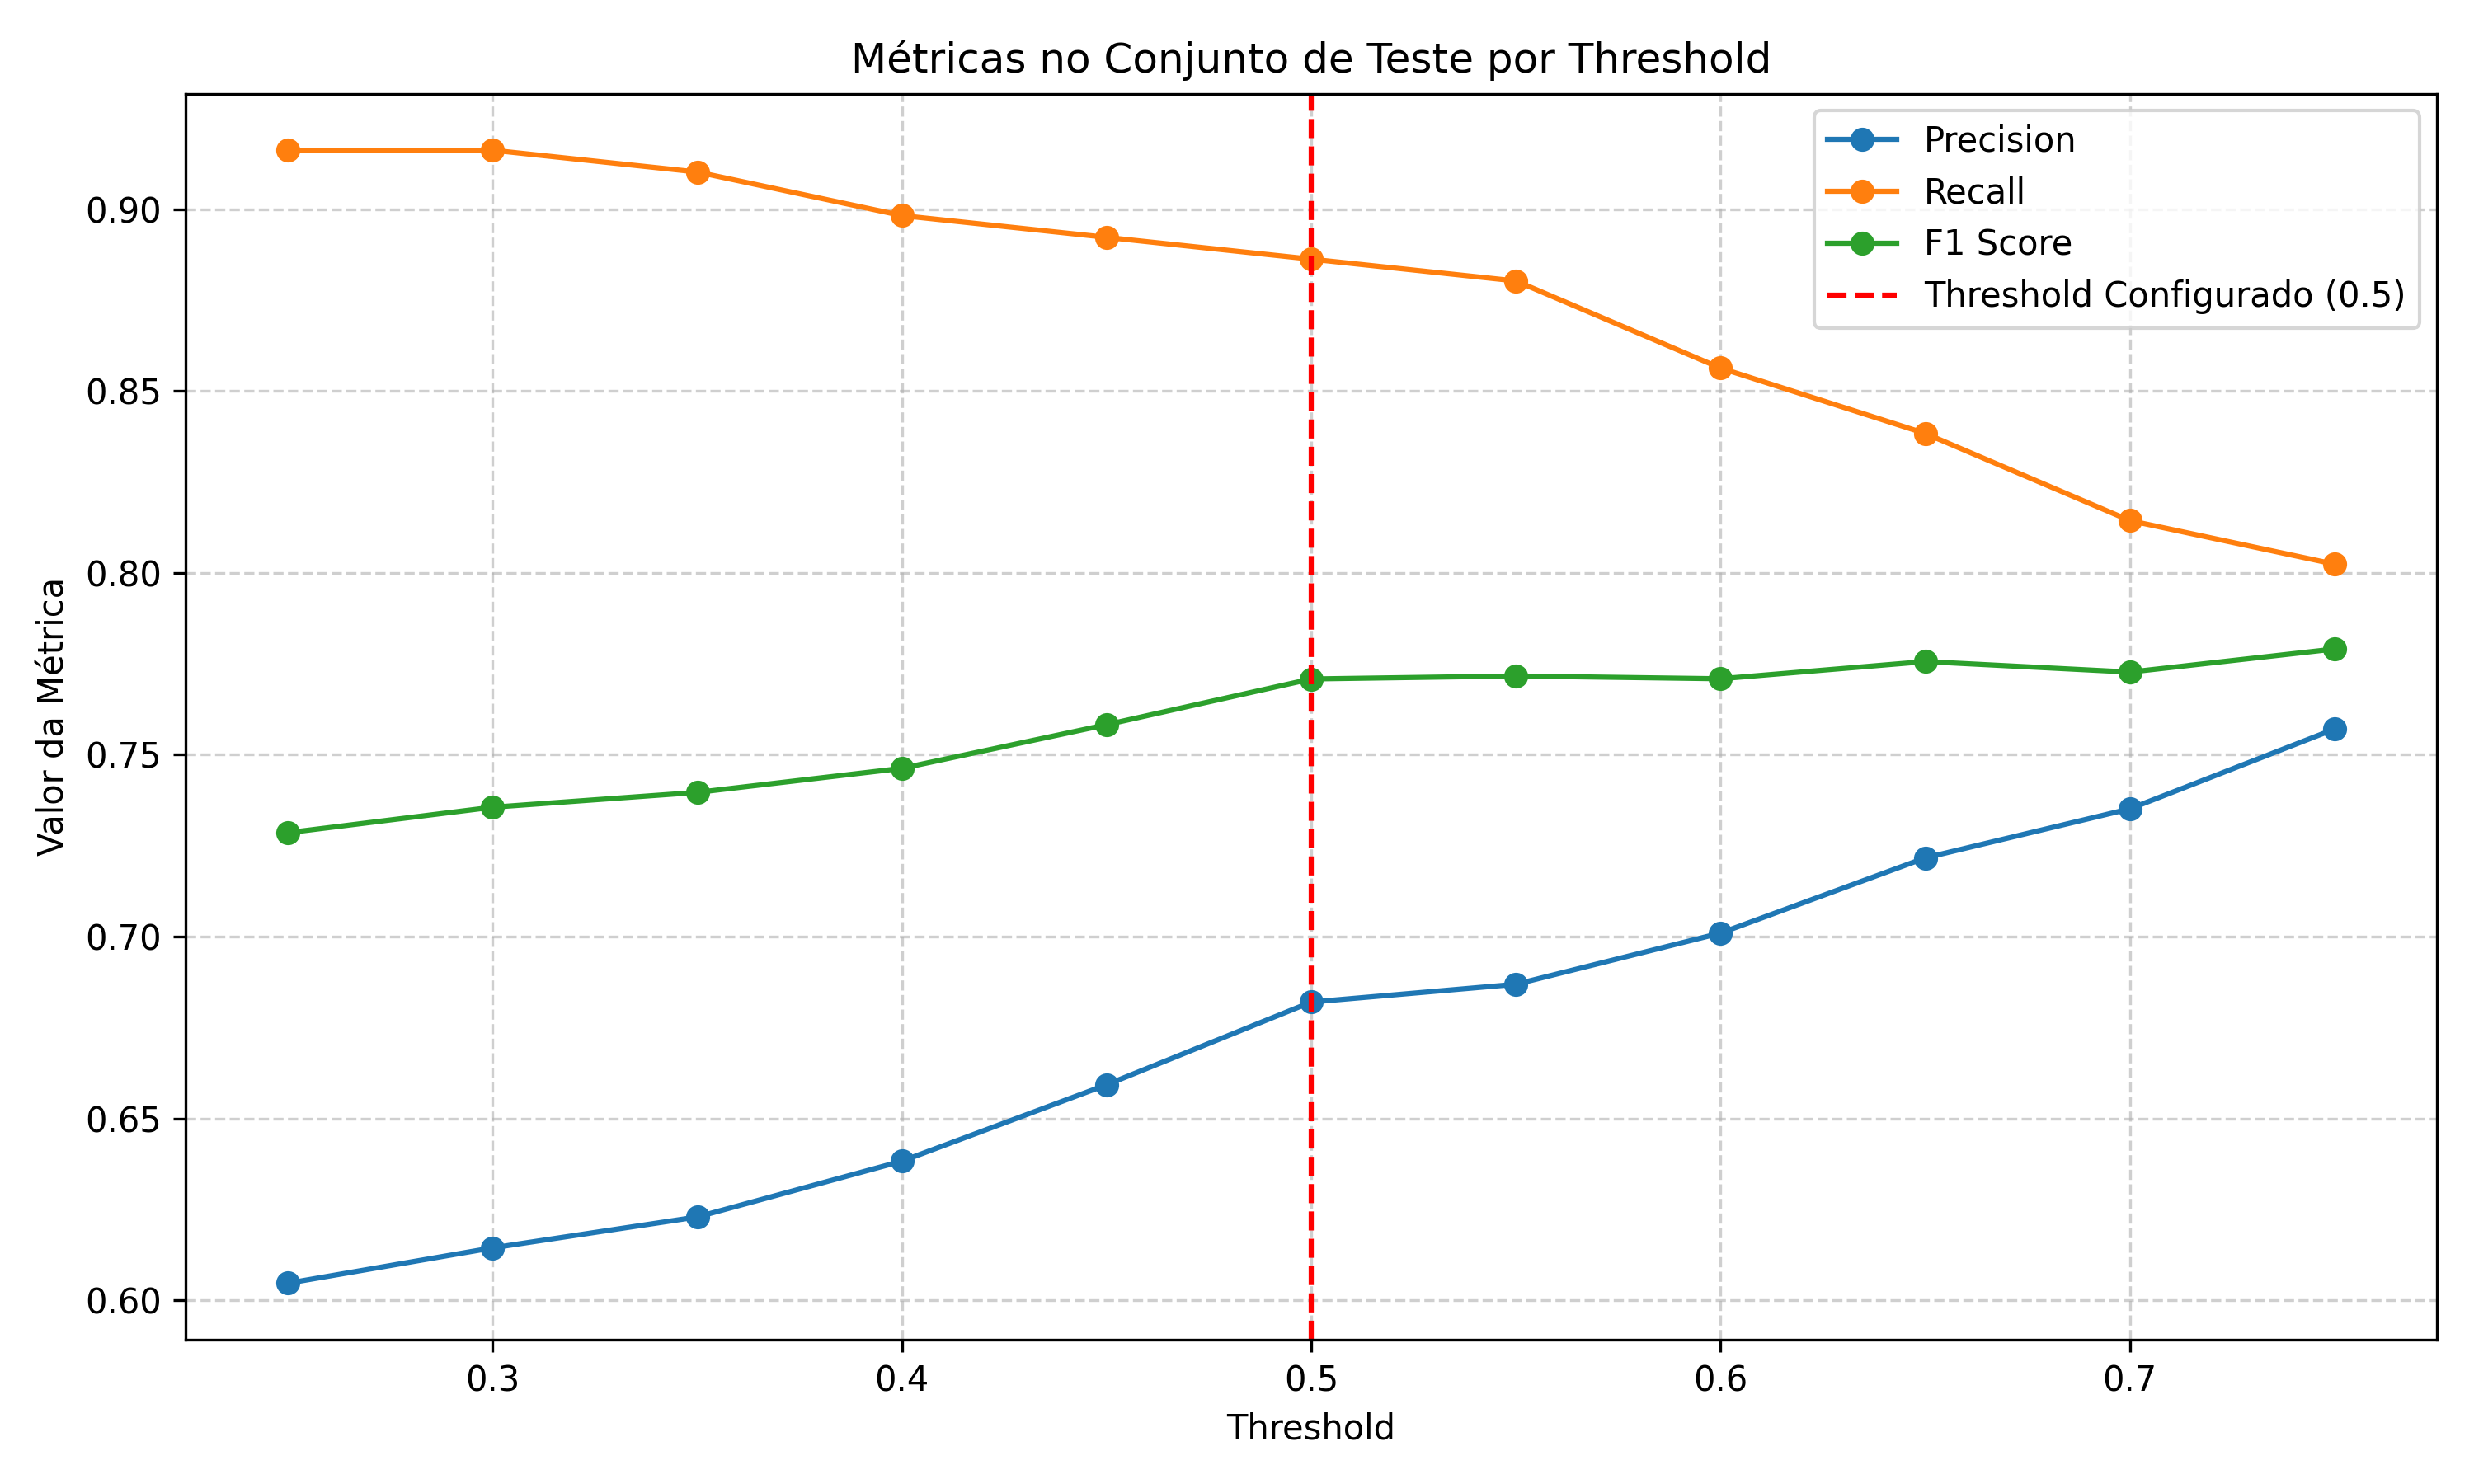 Métricas no Conjunto de Teste por Threshold
Precision
Recall
F1 Score
Threshold Configurado (0.5)
Valor da Métrica
0.90
0.85
0.80
0.75
0.70
0.65
0.60
0.3
0.4
0.5
0.6
0.7
Threshold